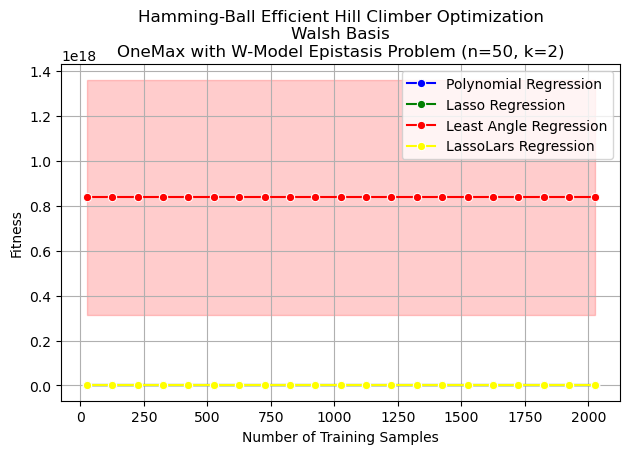 Hamming-Ball Efficient Hill Climber Optimization
Walsh Basis
OneMax with W-Model Epistasis Problem (n=50, k=2)
1e18
1.4
1.2
1.0
0.8
0.6
0.4
0.2
0.0
Fitness
Polynomial Regression
Lasso Regression
Least Angle Regression
LassoLars Regression
0 250 500 750 1000 1250 1500 1750 2000
Number of Training Samples